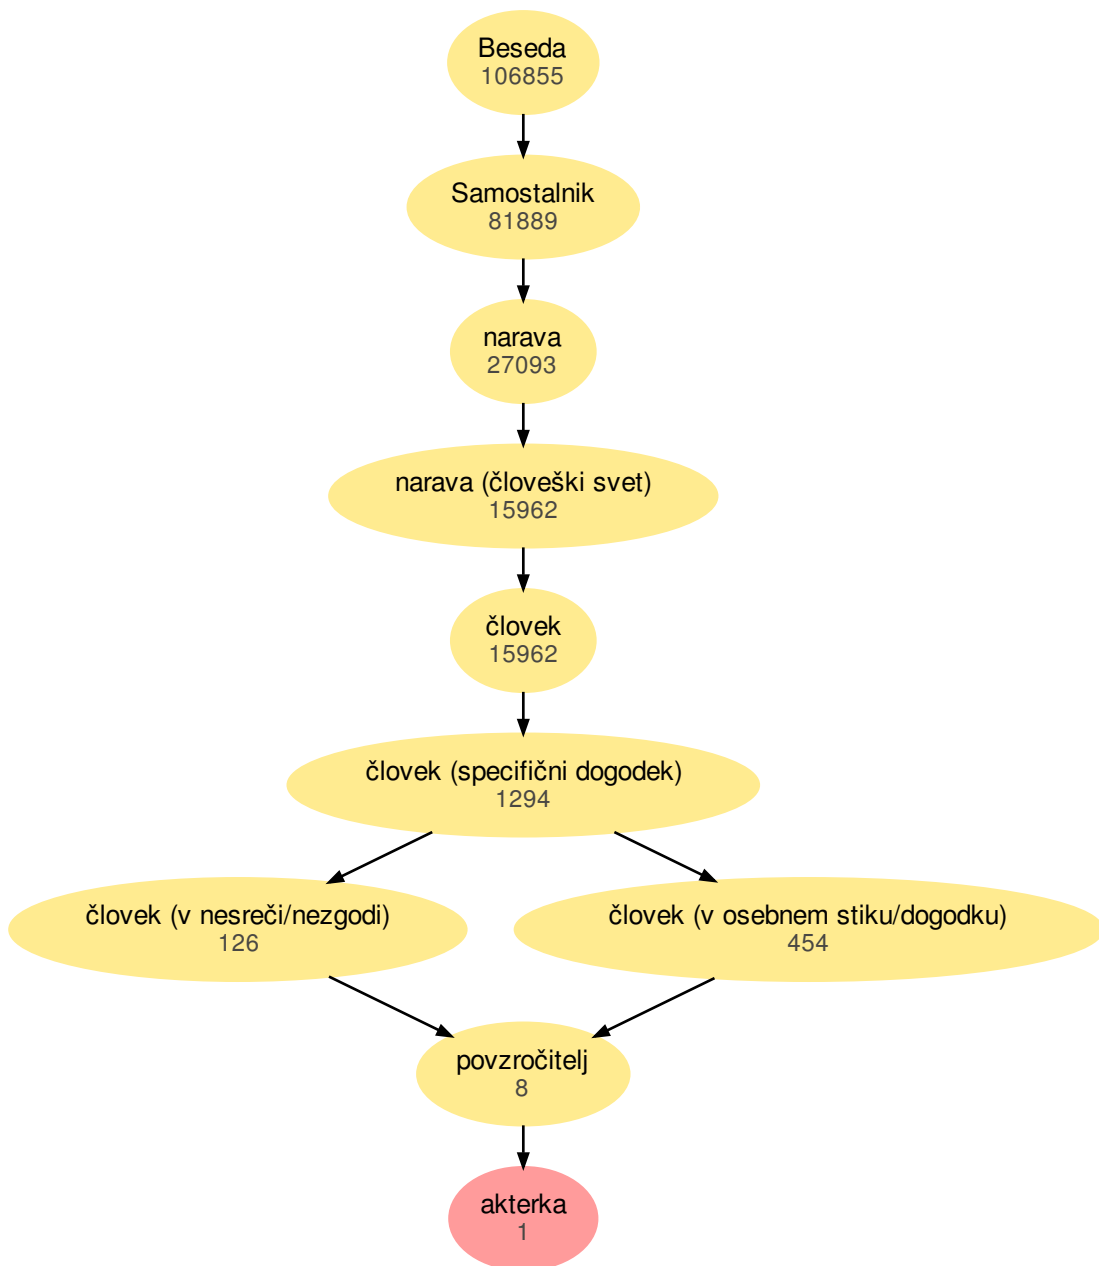 Beseda
106855
Samostalnik
81889
narava
27093
narava (človeški svet)
15962
človek
15962
človek (specifični dogodek)
1294
človek (v nesreči/nezgodi)
126
človek (v osebnem stiku/dogodku)
454
povzročitelj
8
akterka
1